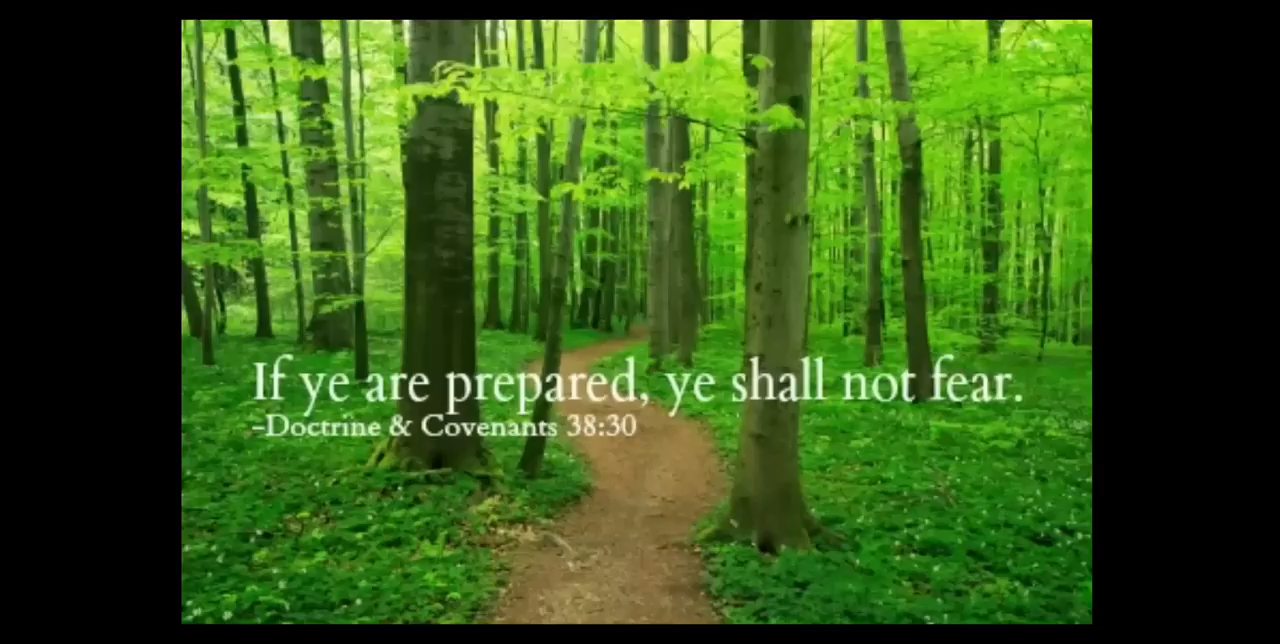 If ye are prepared, ye shall not fear.
-Doctrine & Covenants 38:30